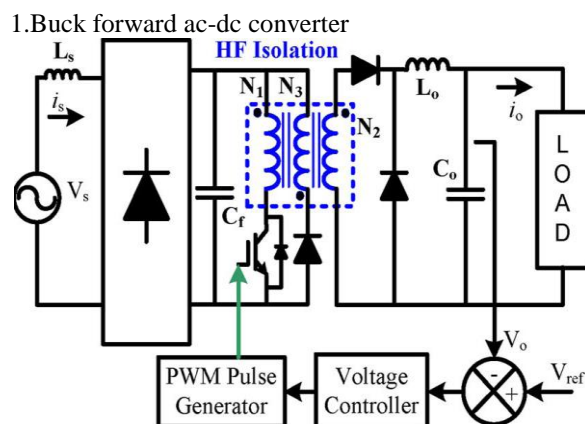 1.Buck forward ac-dc converter
HF Isolation
Ls
is
Vs
N1 N3
N2
Cf
Lo
io
Co
LOAD
Vo
Vref
-
+
PWM Pulse
Generator
Voltage
Controller